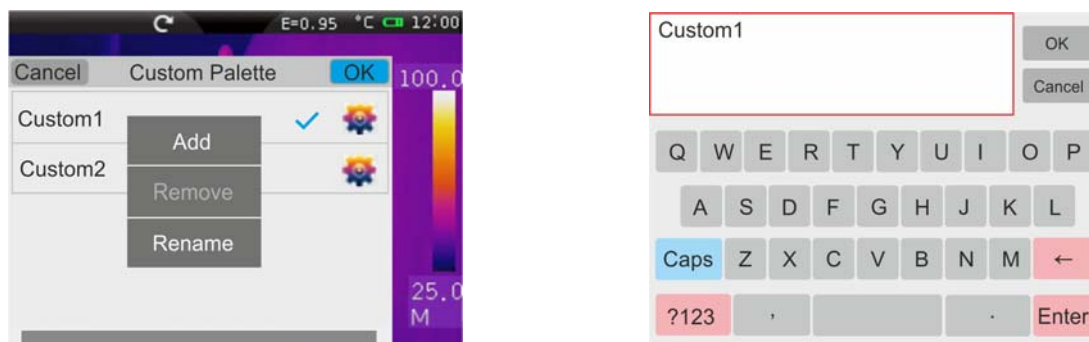 E=0.95 °C 12:00
Cancel Custom Palette OK
100.0
Custom1
Add
Custom2
Remove
Rename
25.0
M
Custom1
OK
Cancel
Q W E R T Y U I O P
A S D F G H J K L
Caps Z X C V B N M ←
?123 , . Enter